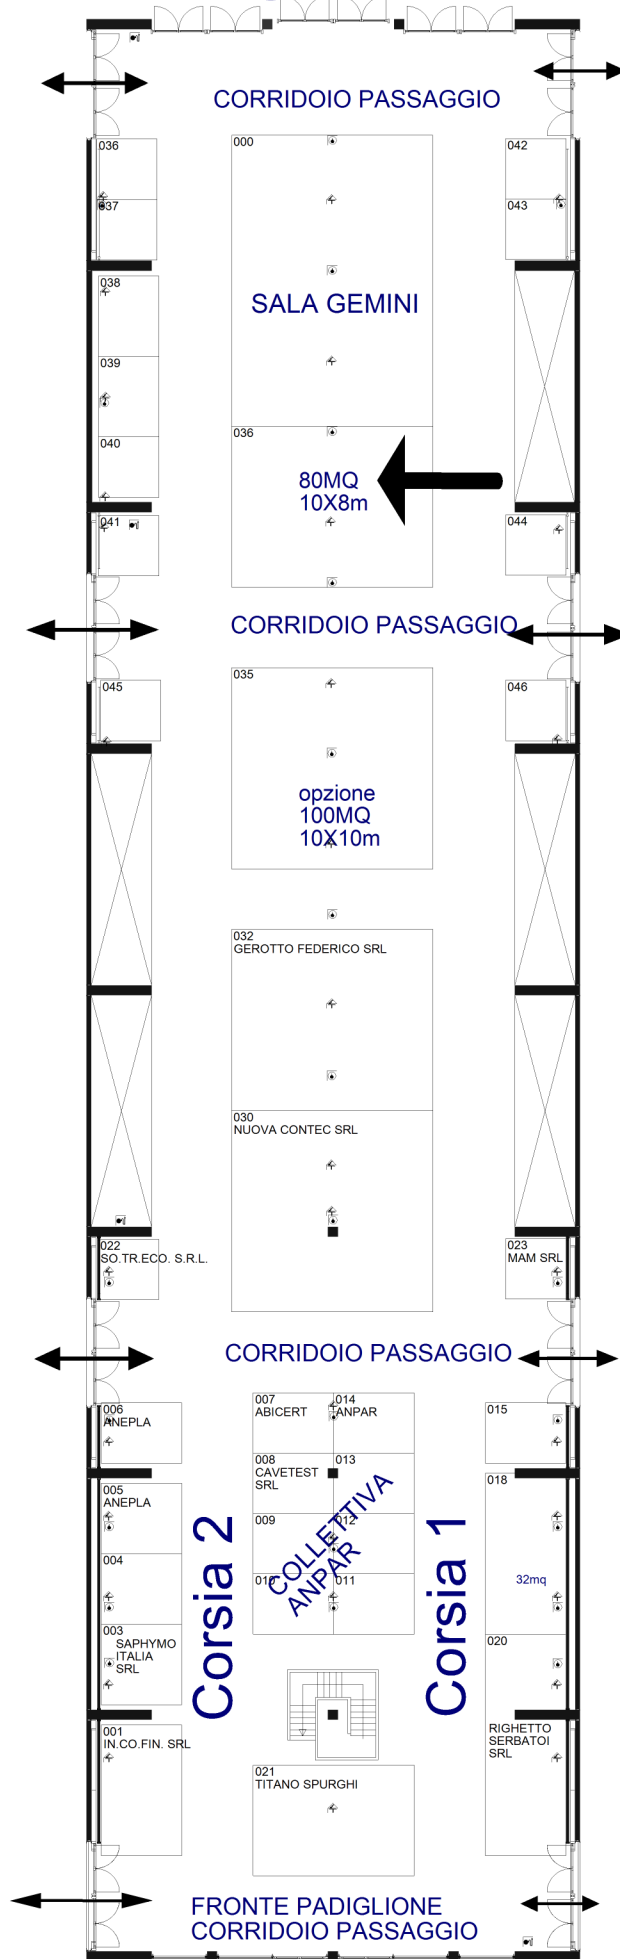 CORRIDOIO PASSAGGIO
036
000
042
037
043
038
SALA GEMINI
039
036
040
80MQ
10X8m
041
044
CORRIDOIO PASSAGGIO
035
045
046
opzione
100MQ
10X10m
032
GEROTTO FEDERICO SRL
030
NUOVA CONTEC SRL
022
SO.TR.ECO. S.R.L.
023
MAM SRL
CORRIDOIO PASSAGGIO
007
ABICERT
014
ANPAR
006
ANEPLA
015
008
CAVETEST
SRL
013
018
005
ANEPLA
009
012
COLLETTIVA
ANPAR
Corsia 2
Corsia 1
004
010
011
32mq
003
SAPHYMO
ITALIA
SRL
020
001
IN.CO.FIN. SRL
RIGHETTO
SERBATOI
SRL
021
TITANO SPURGHI
FRONTE PADIGLIONE
CORRIDOIO PASSAGGIO